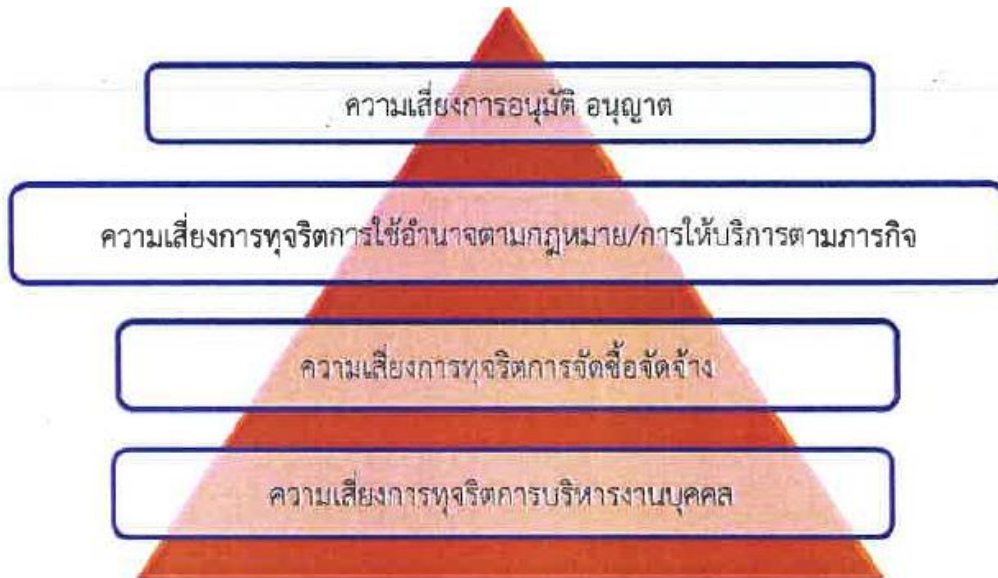 ความเสี่ยงการอนุมัติ อนุญาต
ความเสี่ยงการทุจริตการใช้อำนาจตามกฎหมาย/การให้บริการตามภารกิจ
ความเสี่ยงการทุจริตการจัดซื้อจัดจ้าง
ความเสี่ยงการทุจริตการบริหารงานบุคคล